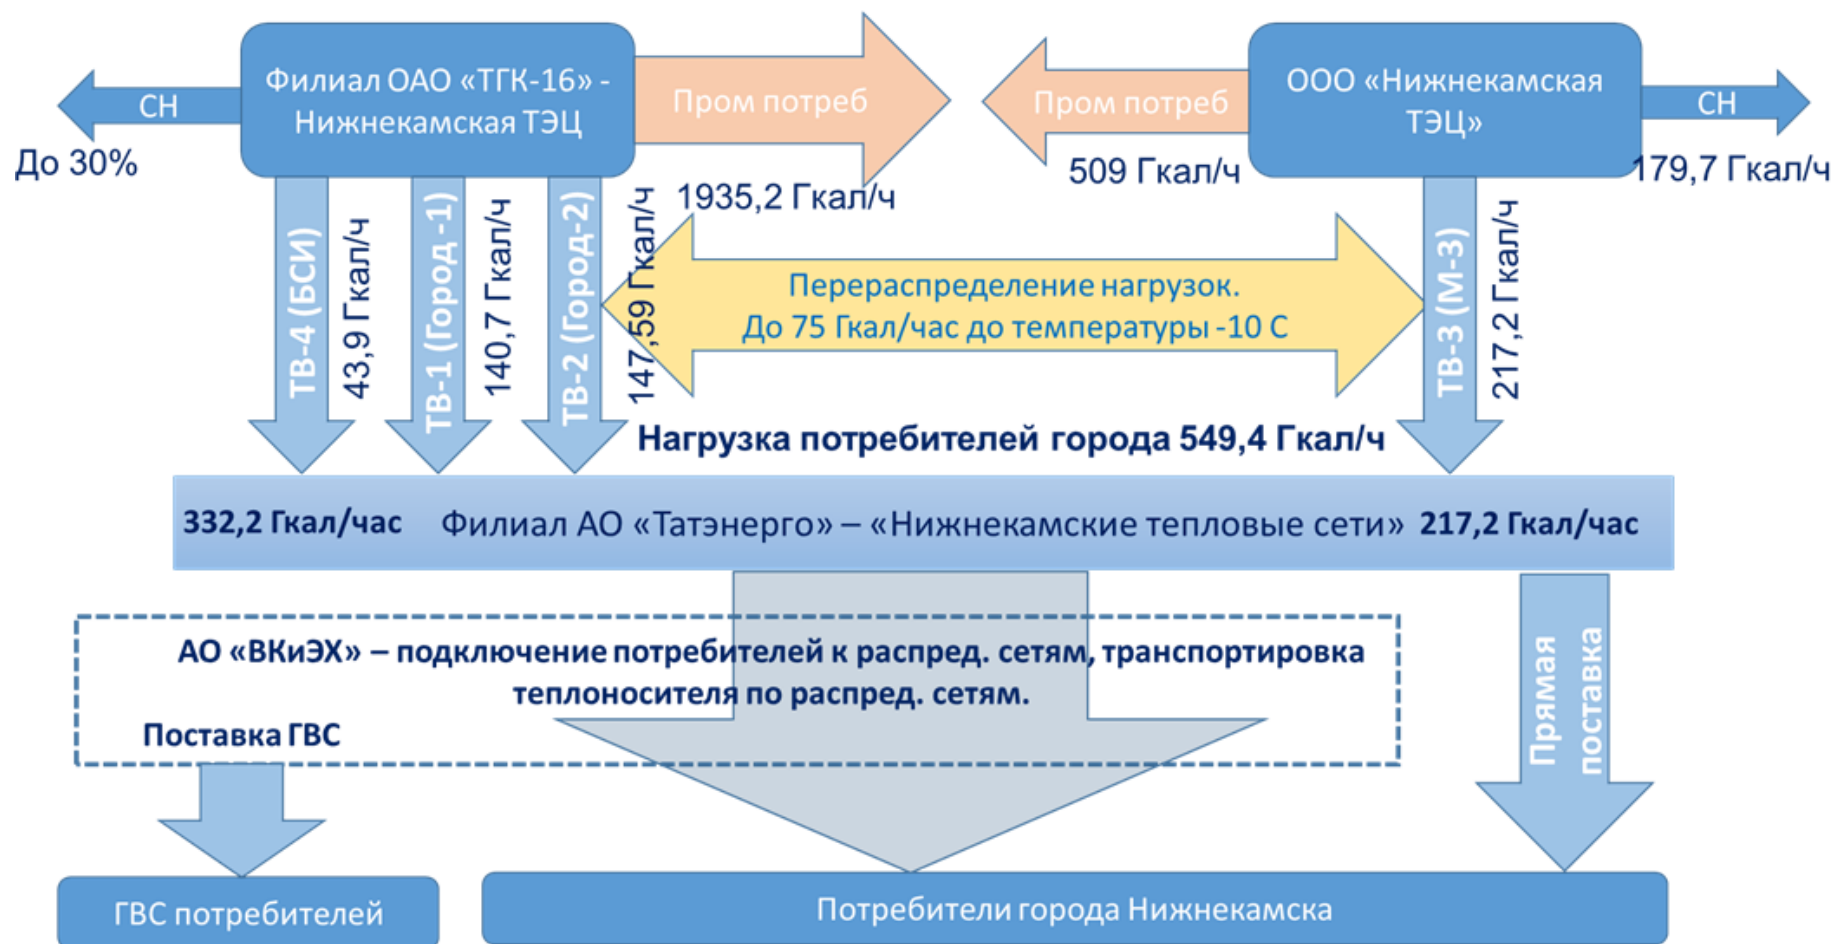 Филиал ОАО «ТГК-16» -
Нижнекамская ТЭЦ
СН
До 30%
Пром потреб
1935,2 Гкал/ч
Пром потреб
509 Гкал/ч
ООО «Нижнекамская
ТЭЦ»
СН
179,7 Гкал/ч
ТВ-4 (БСИ)
43,9 Гкал/ч
ТВ-1 (Город -1)
140,7 Гкал/ч
ТВ-2 (Город-2)
147,59 Гкал/ч
Перераспределение нагрузок.
До 75 Гкал/час до температуры -10 С
ТВ-3 (М-3)
217,2 Гкал/ч
Нагрузка потребителей города 549,4 Гкал/ч
332,2 Гкал/час Филиал АО «Татэнерго» – «Нижнекамские тепловые сети» 217,2 Гкал/час
АО «ВКиЭХ» – подключение потребителей к распред. сетям, транспортировка
теплоносителя по распред. сетям.
Поставка ГВС
Прямая
поставка
ГВС потребителей
Потребители города Нижнекамска